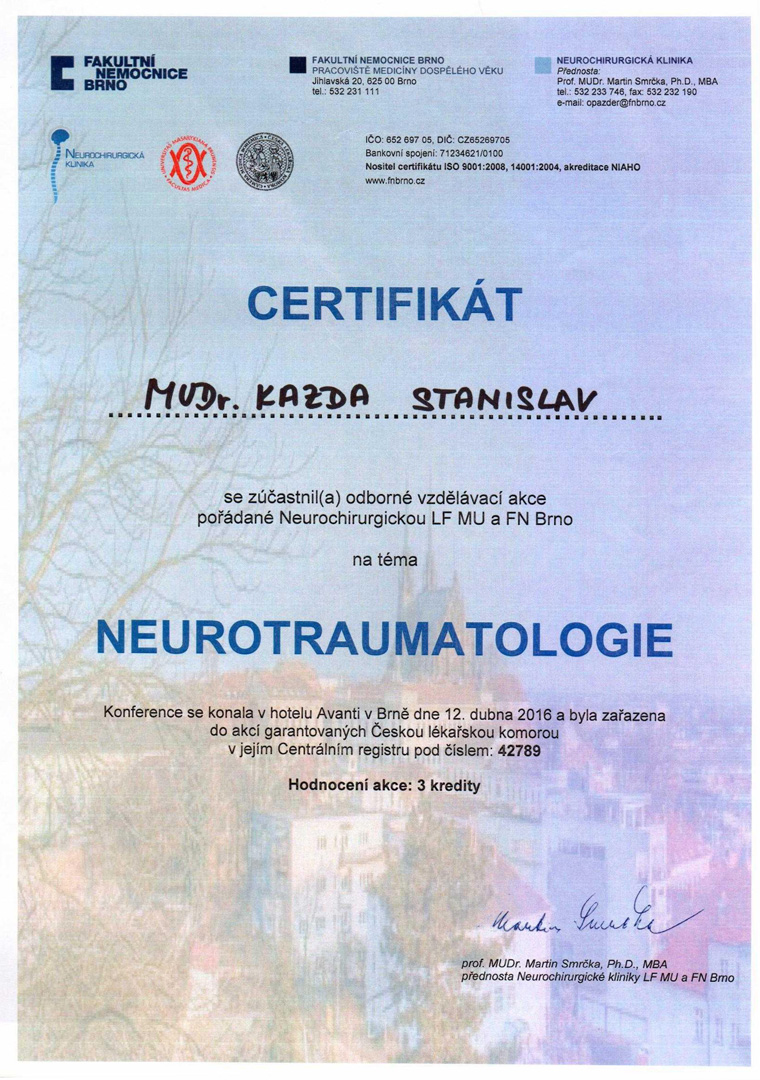 FAKULTNÍ
NEMOCNICE
BRNO
FAKULTNÍ NEMOCNICE BRNO
PRACOVIŠTĚ MEDICÍNY DOSPĚLÉHO VĚKU
Jihlavská 20, 625 00 Brno
tel.: 532 231 111
NEUROCHIRURGICKÁ KLINIKA
Přednosta:
Prof. MUDr. Martin Smrčka, Ph.D., MBA
tel.: 532 233 746, fax: 532 232 190
e-mail: opazder@fnbrno.cz
NEUROCHIRURGICKÁ
KLINIKA
IČO: 652 697 05, DIČ: CZ65269705
Bankovní spojení: 71234621/0100
Nositel certifikátu ISO 9001:2008, 14001:2004, akreditace NIAHO
www.fnbrno.cz
CERTIFIKÁT
MUDr. KAZDA STANISLAV
se zúčastnil(a) odborné vzdělávací akce
pořádané Neurochirurgickou LF MU a FN Brno
na téma
NEUROTRAUMATOLOGIE
Konference se konala v hotelu Avanti v Brně dne 12. dubna 2016 a byla zařazena
do akcí garantovaných Českou lékařskou komorou
v jejím Centrálním registru pod číslem: 42789
Hodnocení akce: 3 kredity
Martin Smrčka
prof. MUDr. Martin Smrčka, Ph.D., MBA
přednosta Neurochirurgické kliniky LF MU a FN Brno